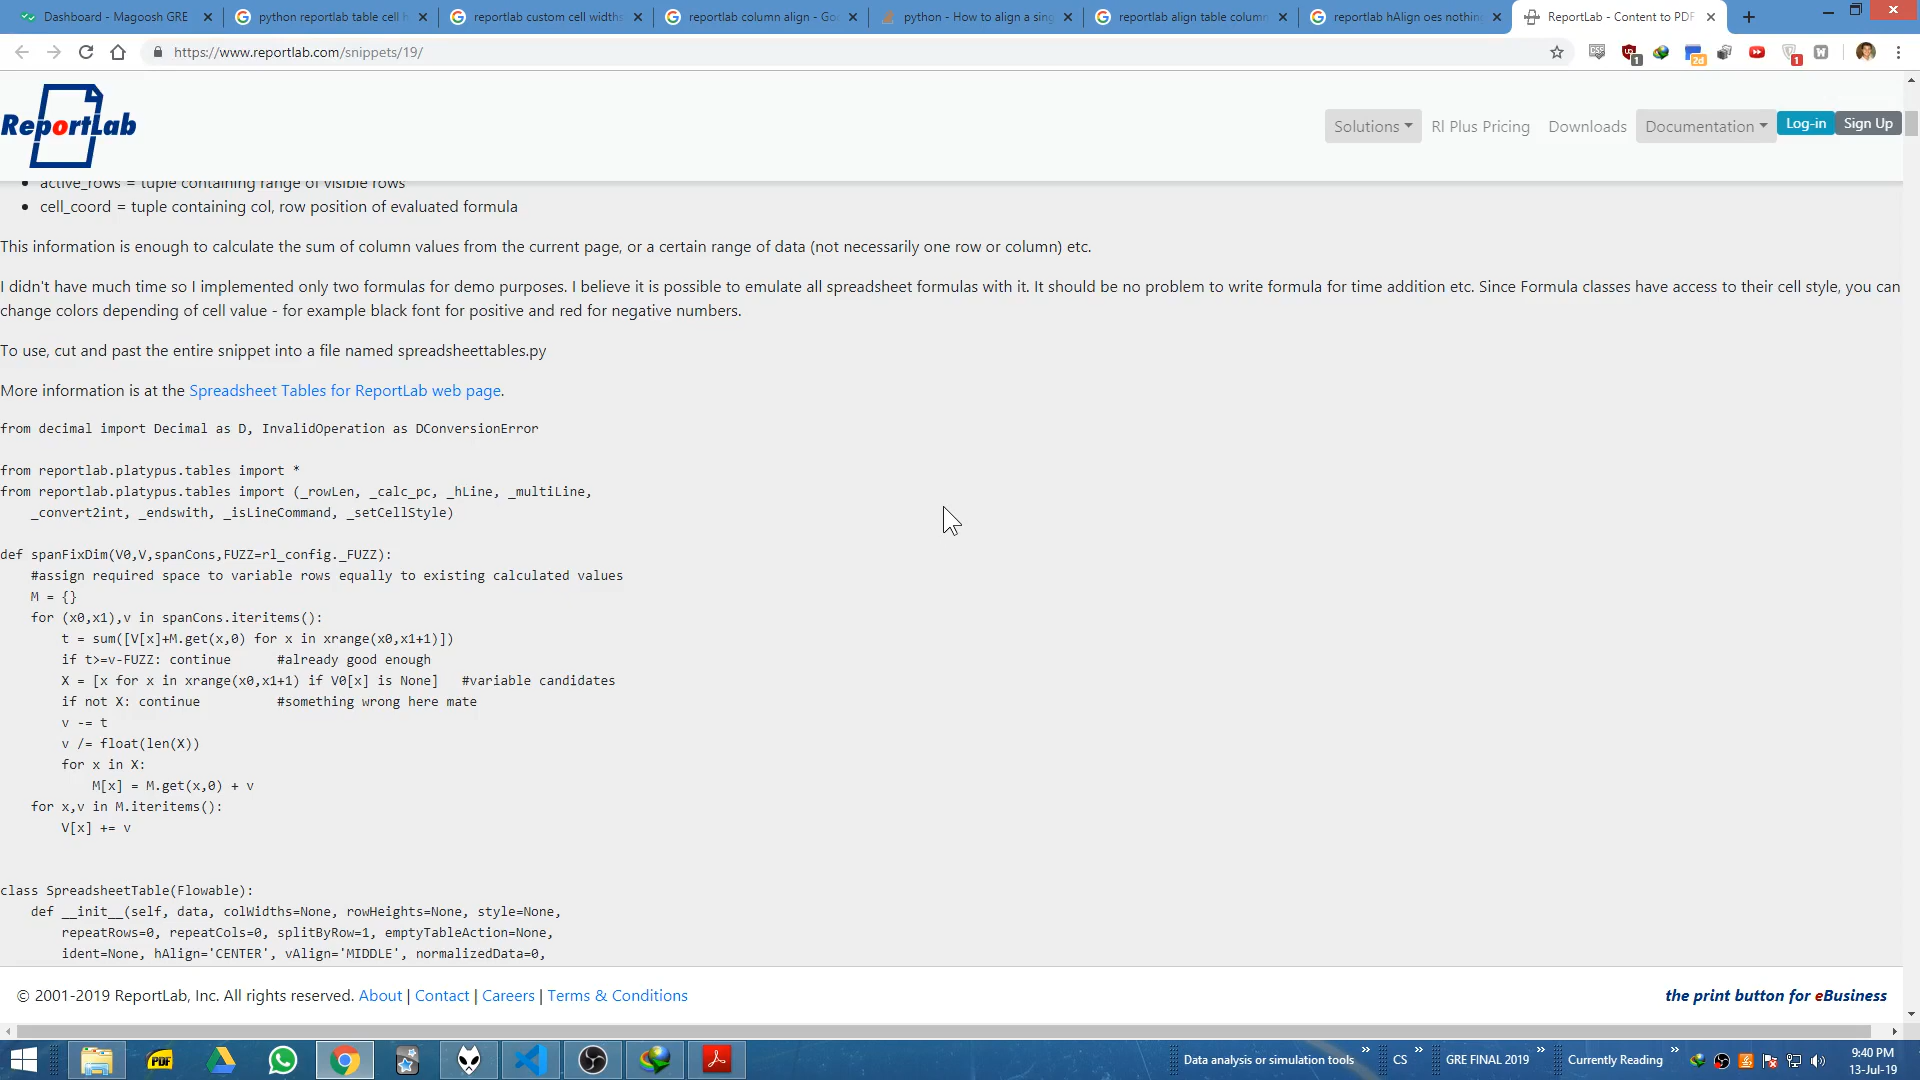 Dashboard - Magoosh GRE
python reportlab table cell h
reportlab custom cell widths
reportlab column align - Goo
python - How to align a sing
reportlab align table column
reportlab hAlign oes nothin
ReportLab - Content to PDF
https://www.reportlab.com/snippets/19/
ReportLab
Solutions
Rl Plus Pricing
Downloads
Documentation
Log-in
Sign Up
active_rows = tuple containing range of visible rows
cell_coord = tuple containing col, row position of evaluated formula
This information is enough to calculate the sum of column values from the current page, or a certain range of data (not necessarily one row or column) etc.
I didn't have much time so I implemented only two formulas for demo purposes. I believe it is possible to emulate all spreadsheet formulas with it. It should be no problem to write formula for time addition etc. Since Formula classes have access to their cell style, you can
change colors depending of cell value - for example black font for positive and red for negative numbers.
To use, cut and past the entire snippet into a file named spreadsheettables.py
More information is at the Spreadsheet Tables for ReportLab web page.
from decimal import Decimal as D, InvalidOperation as DConversionError
from reportlab.platypus.tables import *
from reportlab.platypus.tables import (_rowLen, _calc_pc, _hLine, _multiLine,
    _convert2int, _endswith, _isLineCommand, _setCellStyle)
def spanFixDim(V0,V,spanCons,FUZZ=rl_config._FUZZ):
    #assign required space to variable rows equally to existing calculated values
    M = {}
    for (x0,x1),v in spanCons.iteritems():
        t = sum([V[x]+M.get(x,0) for x in xrange(x0,x1+1)])
        if t>=v-FUZZ: continue      #already good enough
        X = [x for x in xrange(x0,x1+1) if V0[x] is None]   #variable candidates
        if not X: continue          #something wrong here mate
        v -= t
        v /= float(len(X))
        for x in X:
            M[x] = M.get(x,0) + v
    for x,v in M.iteritems():
        V[x] += v
class SpreadsheetTable(Flowable):
    def __init__(self, data, colWidths=None, rowHeights=None, style=None,
        repeatRows=0, repeatCols=0, splitByRow=1, emptyTableAction=None,
        ident=None, hAlign='CENTER', vAlign='MIDDLE', normalizedData=0,
© 2001-2019 ReportLab, Inc. All rights reserved. About | Contact | Careers | Terms & Conditions
the print button for eBusiness
PDF
Data analysis or simulation tools
CS
GRE FINAL 2019
Currently Reading
9:40 PM
13-Jul-19